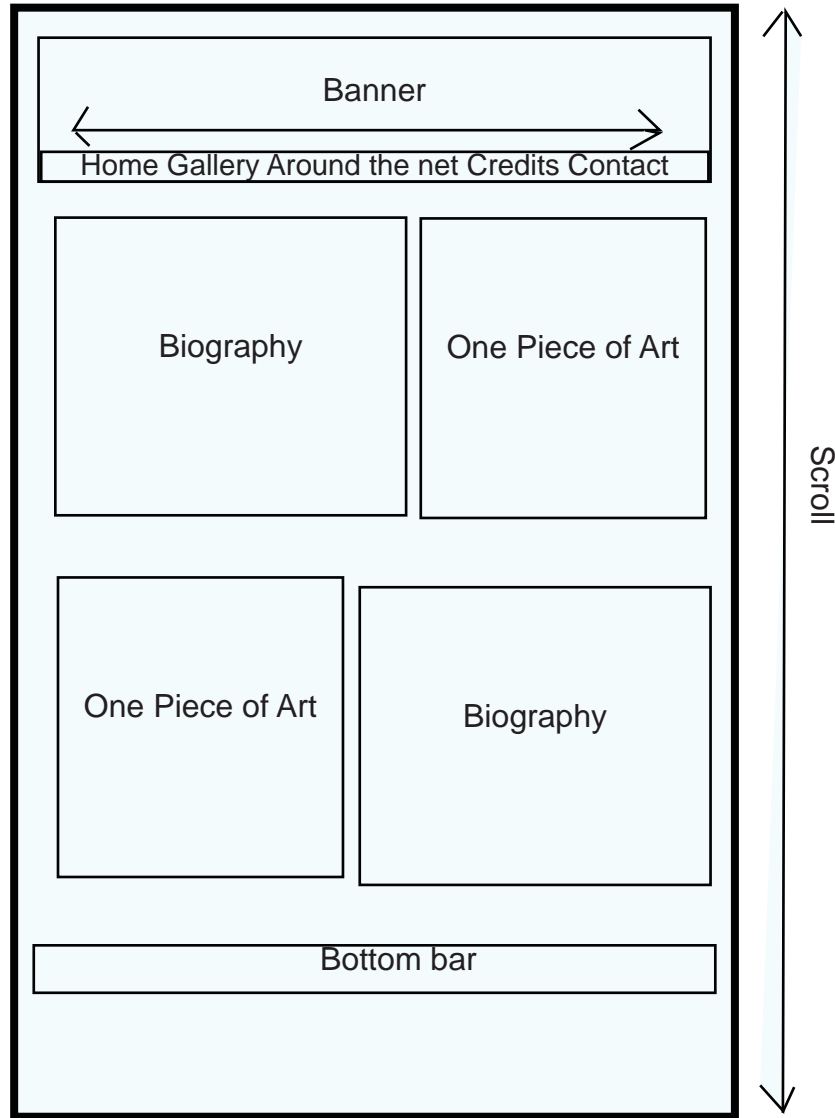 Banner
Home Gallery Around the net Credits Contact
Biography
One Piece of Art
Scroll
One Piece of Art
Biography
Bottom bar